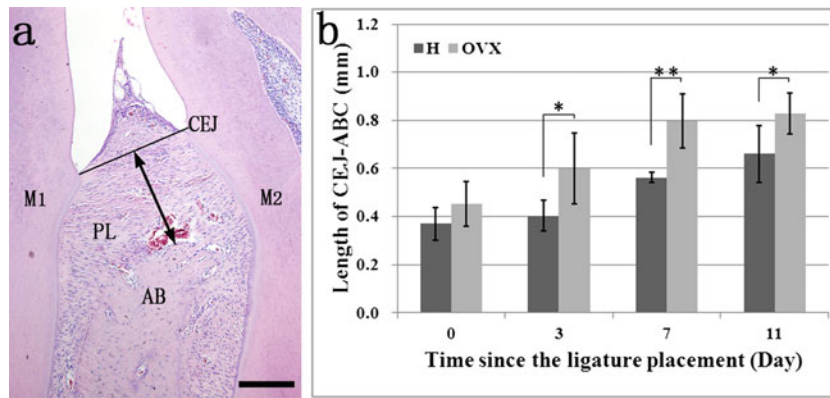 a
CEJ
M1
M2
PL
AB
b
H OVX
Length of CEJ-ABC (mm)
1.2
1.0
0.8
0.6
0.4
0.2
0.0
*
**
*
0 3 7 11
Time since the ligature placement (Day)